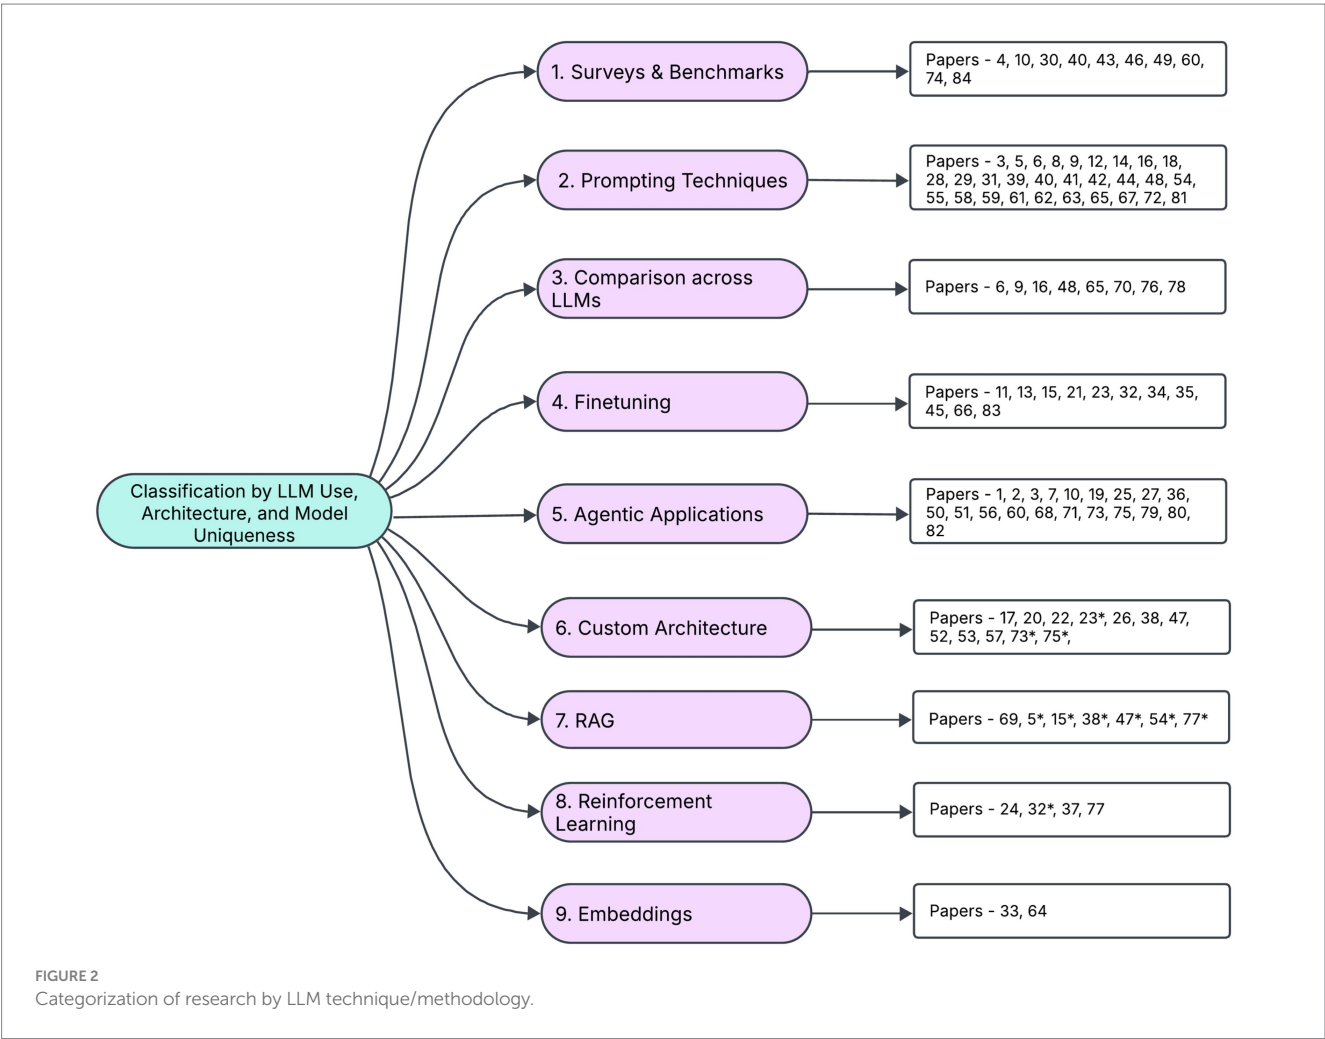 1. Surveys & Benchmarks
Papers - 4, 10, 30, 40, 43, 46, 49, 60,
74, 84
2. Prompting Techniques
Papers - 3, 5, 6, 8, 9, 12, 14, 16, 18,
28, 29, 31, 39, 40, 41, 42, 44, 48, 54,
55, 58, 59, 61, 62, 63, 65, 67, 72, 81
3. Comparison across
LLMs
Papers - 6, 9, 16, 48, 65, 70, 76, 78
4. Finetuning
Papers - 11, 13, 15, 21, 23, 32, 34, 35,
45, 66, 83
Classification by LLM Use,
Architecture, and Model
Uniqueness
5. Agentic Applications
Papers - 1, 2, 3, 7, 10, 19, 25, 27, 36,
50, 51, 56, 60, 68, 71, 73, 75, 79, 80,
82
6. Custom Architecture
Papers - 17, 20, 22, 23*, 26, 38, 47,
52, 53, 57, 73*, 75*,
7. RAG
Papers - 69, 5*, 15*, 38*, 47*, 54*, 77*
8. Reinforcement
Learning
Papers - 24, 32*, 37, 77
9. Embeddings
Papers - 33, 64
FIGURE 2
Categorization of research by LLM technique/methodology.